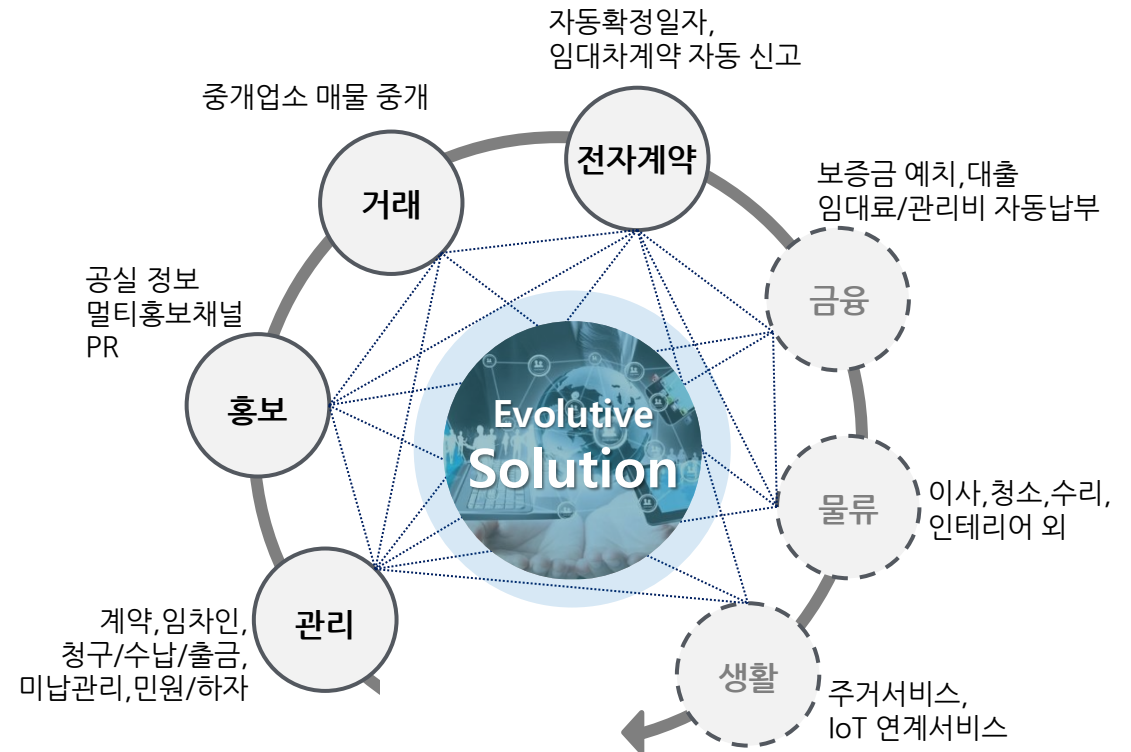 자동확정일자,
임대차계약 자동 신고
전자계약
중개업소 매물 중개
거래
보증금 예치,대출
임대료/관리비 자동납부
금융
공실 정보
멀티홍보채널
PR
홍보
Evolutive
Solution
물류
이사,청소,수리,
인테리어 외
관리
계약,임차인,
청구/수납/출금,
미납관리,민원/하자
생활
주거서비스,
IoT 연계서비스